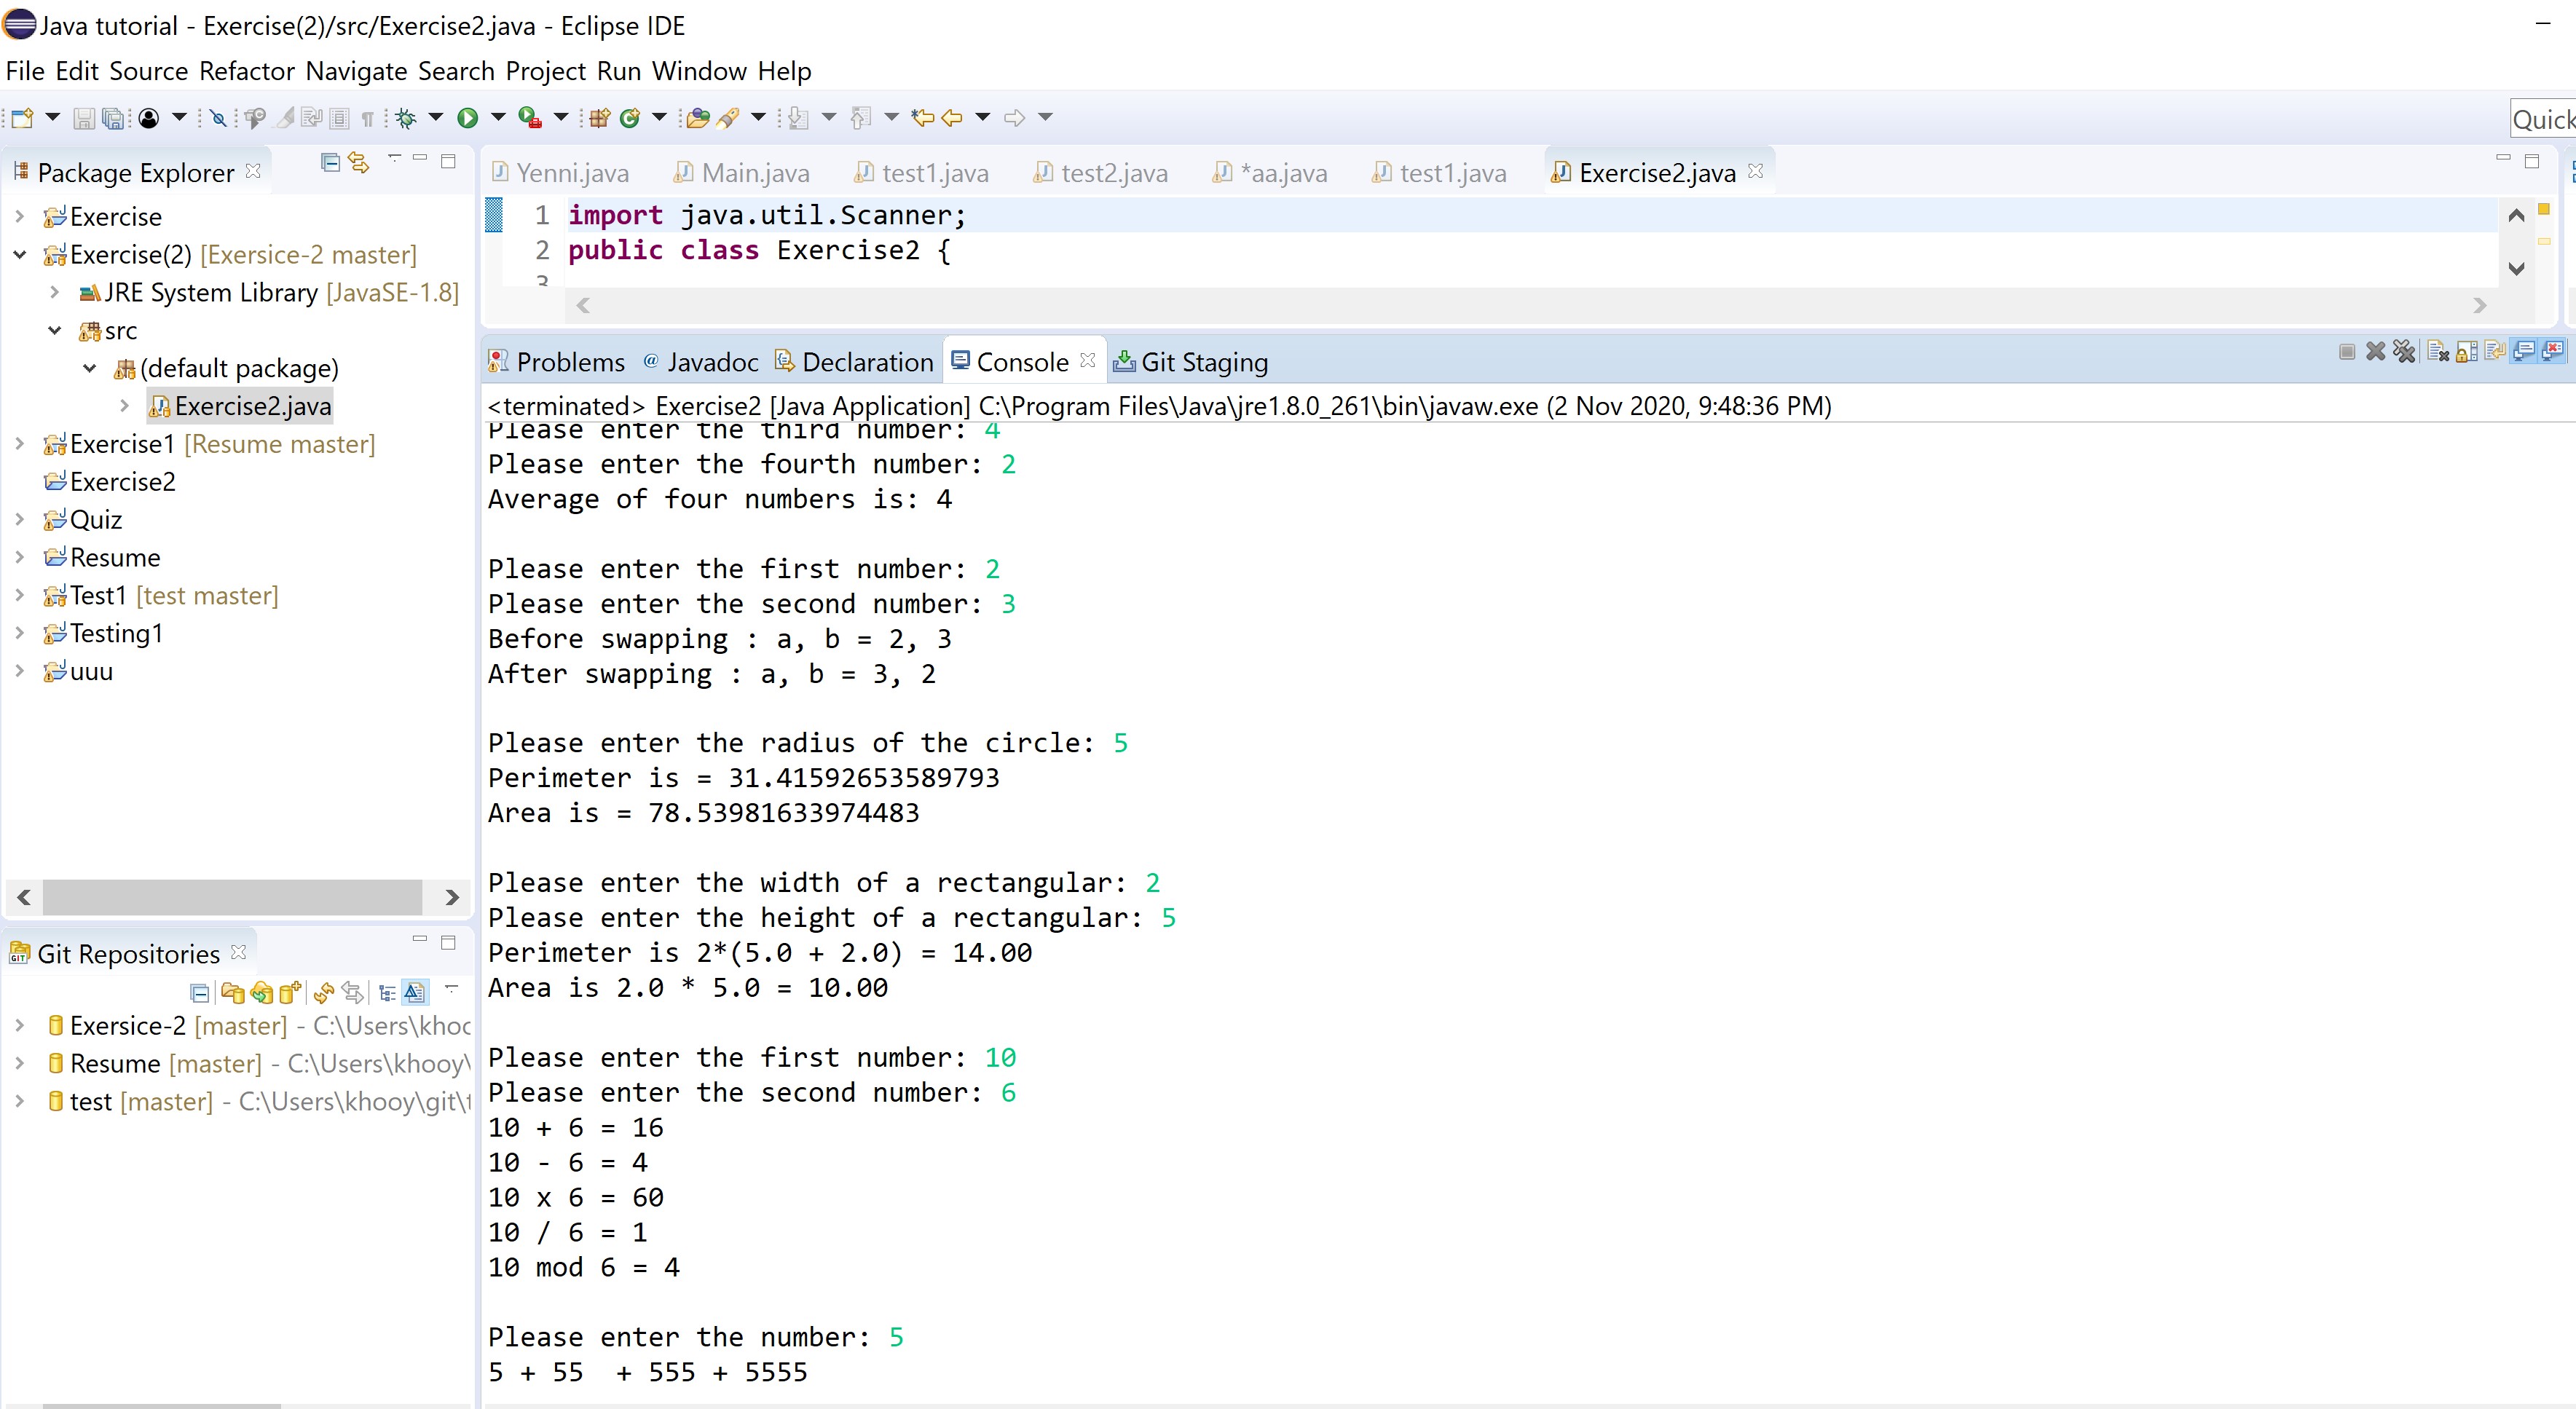 Java tutorial - Exercise(2)/src/Exercise2.java - Eclipse IDE
File Edit Source Refactor Navigate Search Project Run Window Help
Quick
Package Explorer
Exercise
Exercise(2) [Exersice-2 master]
JRE System Library [JavaSE-1.8]
src
(default package)
Exercise2.java
Exercise1 [Resume master]
Exercise2
Quiz
Resume
Test1 [test master]
Testing1
uuu
Git Repositories
Exersice-2 [master] - C:\Users\khoo
Resume [master] - C:\Users\khooy\
test [master] - C:\Users\khooy\git\t
Yenni.java Main.java test1.java test2.java *aa.java test1.java Exercise2.java
1 import java.util.Scanner;
2 public class Exercise2 {
3
Problems @ Javadoc Declaration Console Git Staging
<terminated> Exercise2 [Java Application] C:\Program Files\Java\jre1.8.0_261\bin\javaw.exe (2 Nov 2020, 9:48:36 PM)
Please enter the third number: 4
Please enter the fourth number: 2
Average of four numbers is: 4
Please enter the first number: 2
Please enter the second number: 3
Before swapping : a, b = 2, 3
After swapping : a, b = 3, 2
Please enter the radius of the circle: 5
Perimeter is = 31.41592653589793
Area is = 78.53981633974483
Please enter the width of a rectangular: 2
Please enter the height of a rectangular: 5
Perimeter is 2*(5.0 + 2.0) = 14.00
Area is 2.0 * 5.0 = 10.00
Please enter the first number: 10
Please enter the second number: 6
10 + 6 = 16
10 - 6 = 4
10 x 6 = 60
10 / 6 = 1
10 mod 6 = 4
Please enter the number: 5
5 + 55  + 555 + 5555